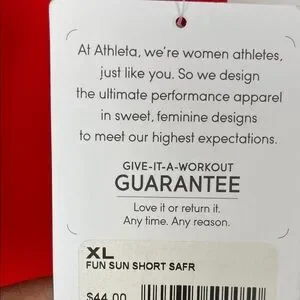 At Athleta, we're women athletes,
just like you. So we design
the ultimate performance apparel
in sweet, feminine designs
to meet our highest expectations.
GIVE-IT-A-WORKOUT
GUARANTEE
Love it or return it.
Any time. Any reason.
XL
FUN SUN SHORT SAFR
$44.00